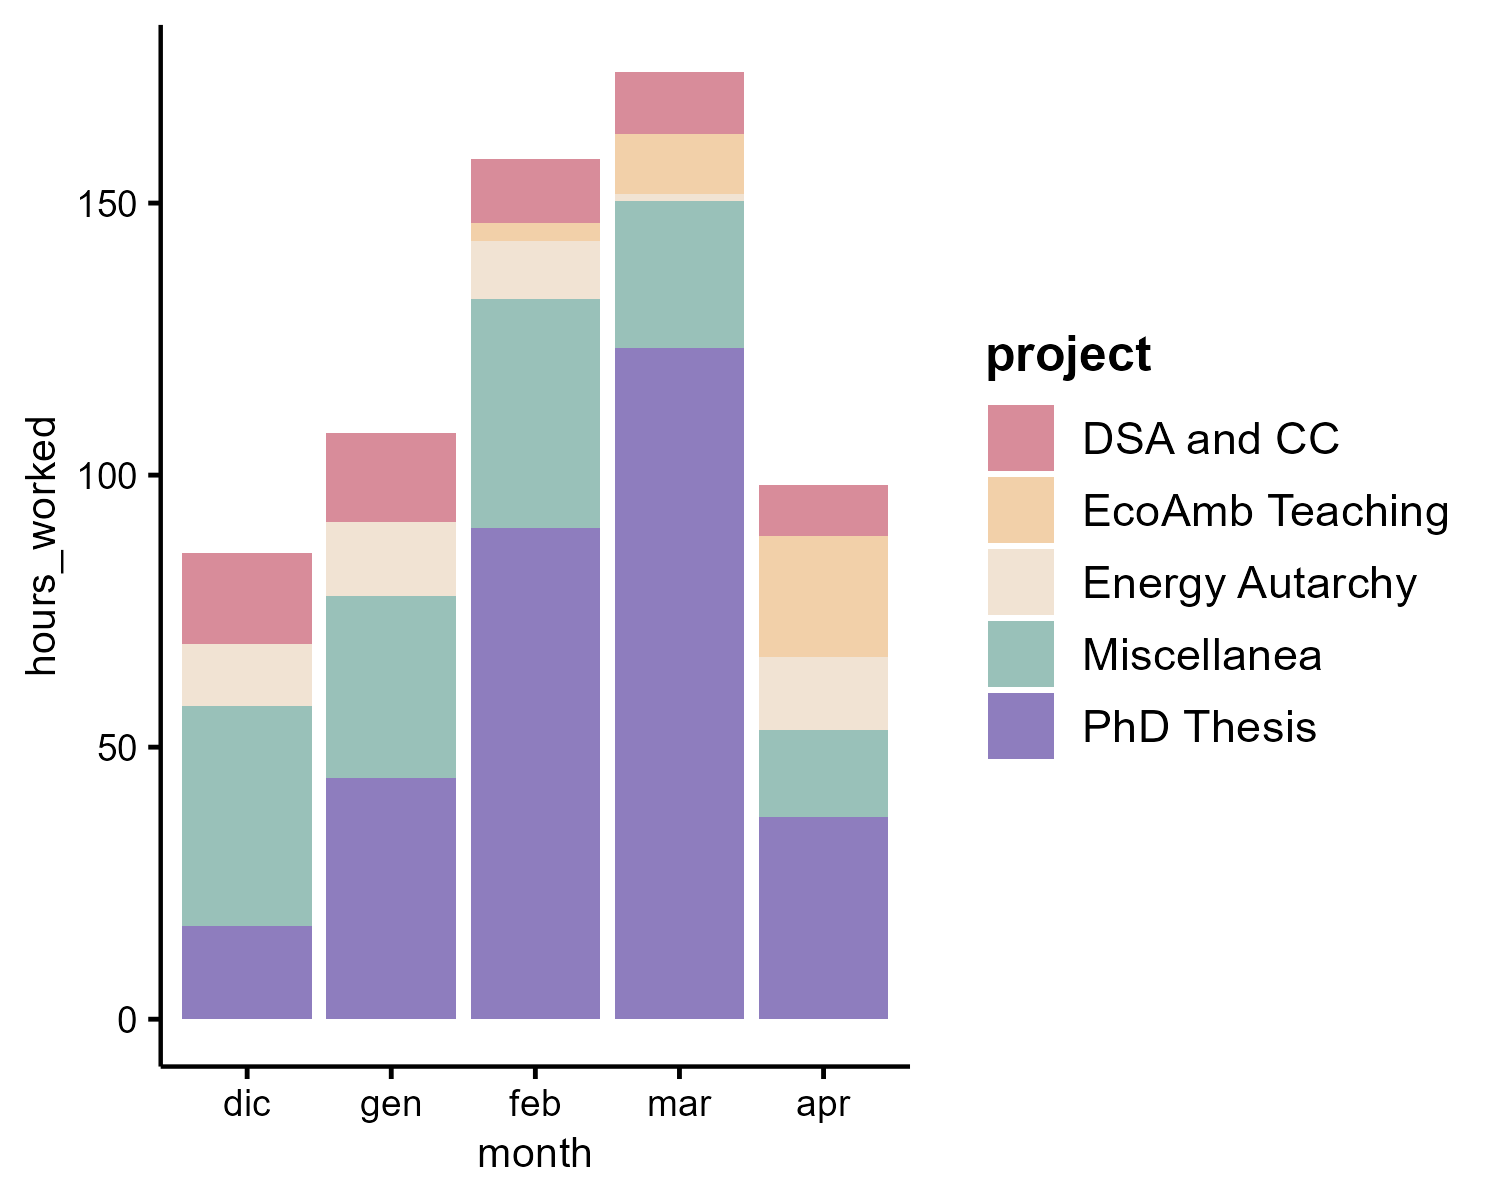 hours_worked
150
100
50
0
dic gen feb mar apr
month
project
DSA and CC
EcoAmb Teaching
Energy Autarchy
Miscellanea
PhD Thesis